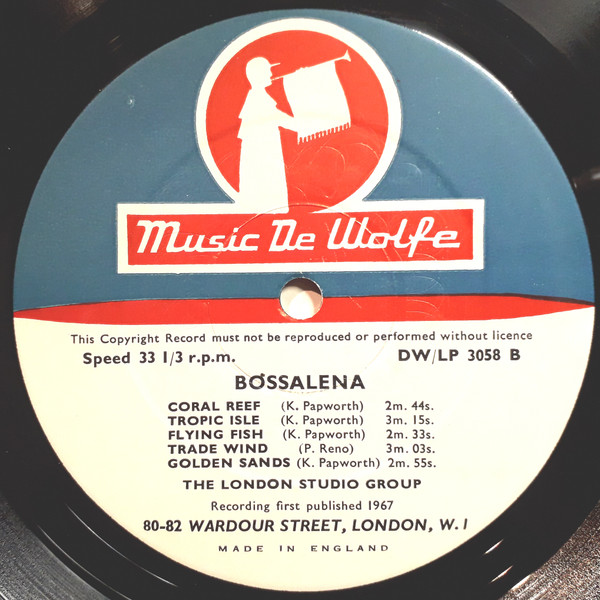 Music De Wolfe
This Copyright Record must not be reproduced or performed without licence
Speed 33 1/3 r.p.m. DW/LP 3058 B
BOSSALENA
CORAL REEF (K. Papworth) 2m. 44s.
TROPIC ISLE (K. Papworth) 3m. 15s.
FLYING FISH (K. Papworth) 2m. 33s.
TRADE WIND (P. Reno) 3m. 03s.
GOLDEN SANDS (K. Papworth) 2m. 55s.
THE LONDON STUDIO GROUP
Recording first published 1967
80-82 WARDOUR STREET, LONDON, W.1
MADE IN ENGLAND